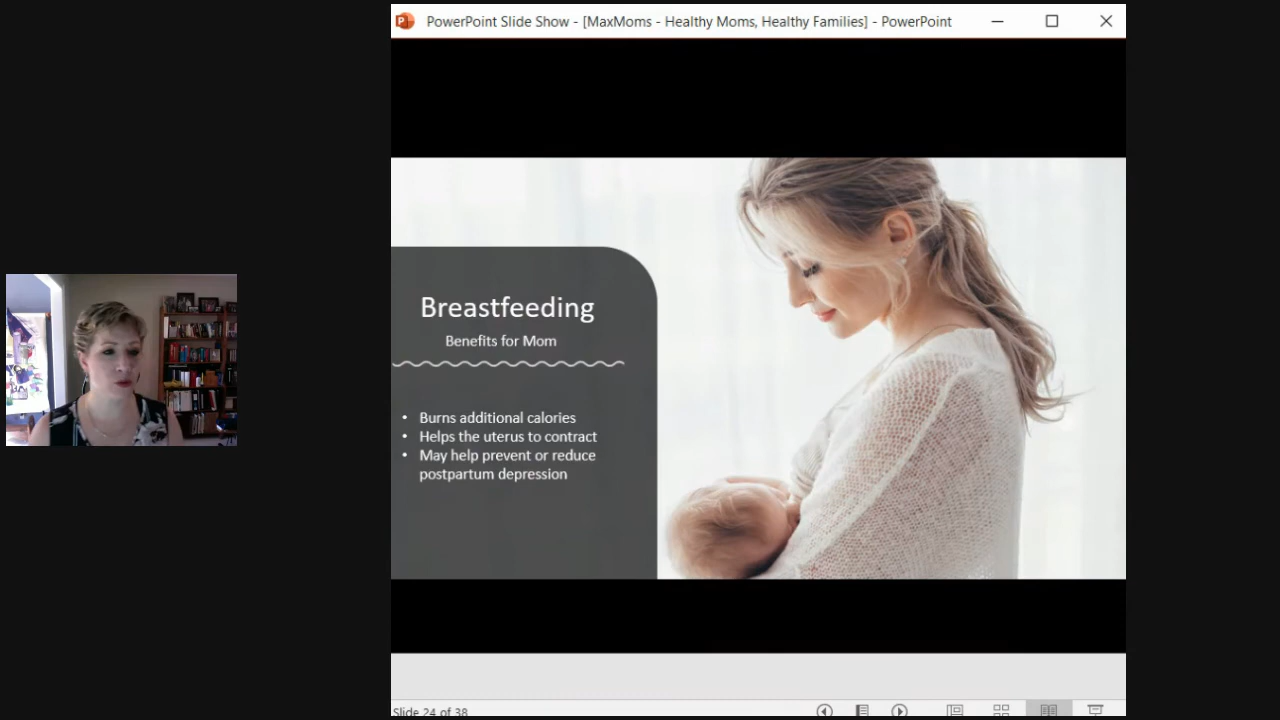 PowerPoint Slide Show - [MaxMoms - Healthy Moms, Healthy Families] - PowerPoint
Breastfeeding
Benefits for Mom
• Burns additional calories
• Helps the uterus to contract
• May help prevent or reduce
postpartum depression
Slide 24 of 38